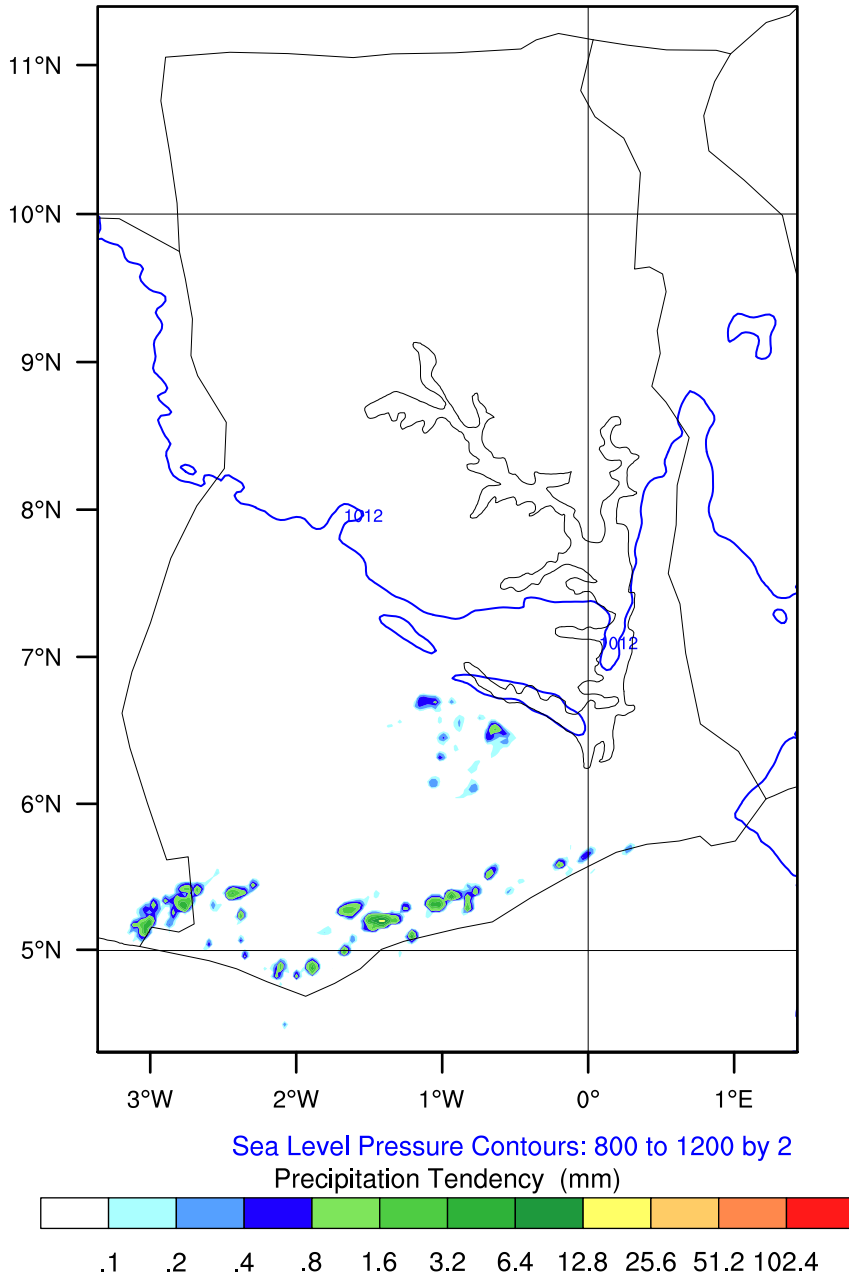 11°N
10°N
9°N
8°N
7°N
6°N
5°N
1012
1012
3°W 2°W 1°W 0° 1°E
Sea Level Pressure Contours: 800 to 1200 by 2
Precipitation Tendency (mm)
.1 .2 .4 .8 1.6 3.2 6.4 12.8 25.6 51.2 102.4